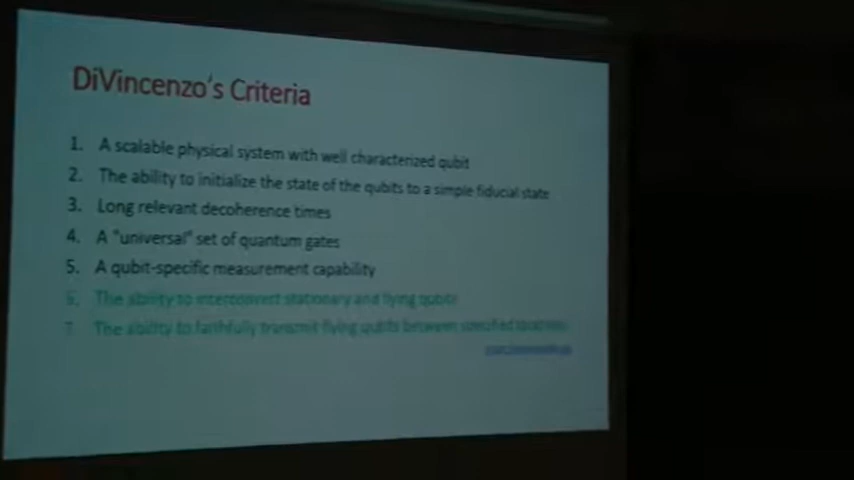 DiVincenzo's Criteria
1. A scalable physical system with well characterized qubit
2. The ability to initialize the state of the qubits to a simple fiducial state
3. Long relevant decoherence times
4. A "universal" set of quantum gates
5. A qubit-specific measurement capability
6. The ability to interconvert stationary and flying qubits
7. The ability to faithfully transmit flying qubits between specified locations